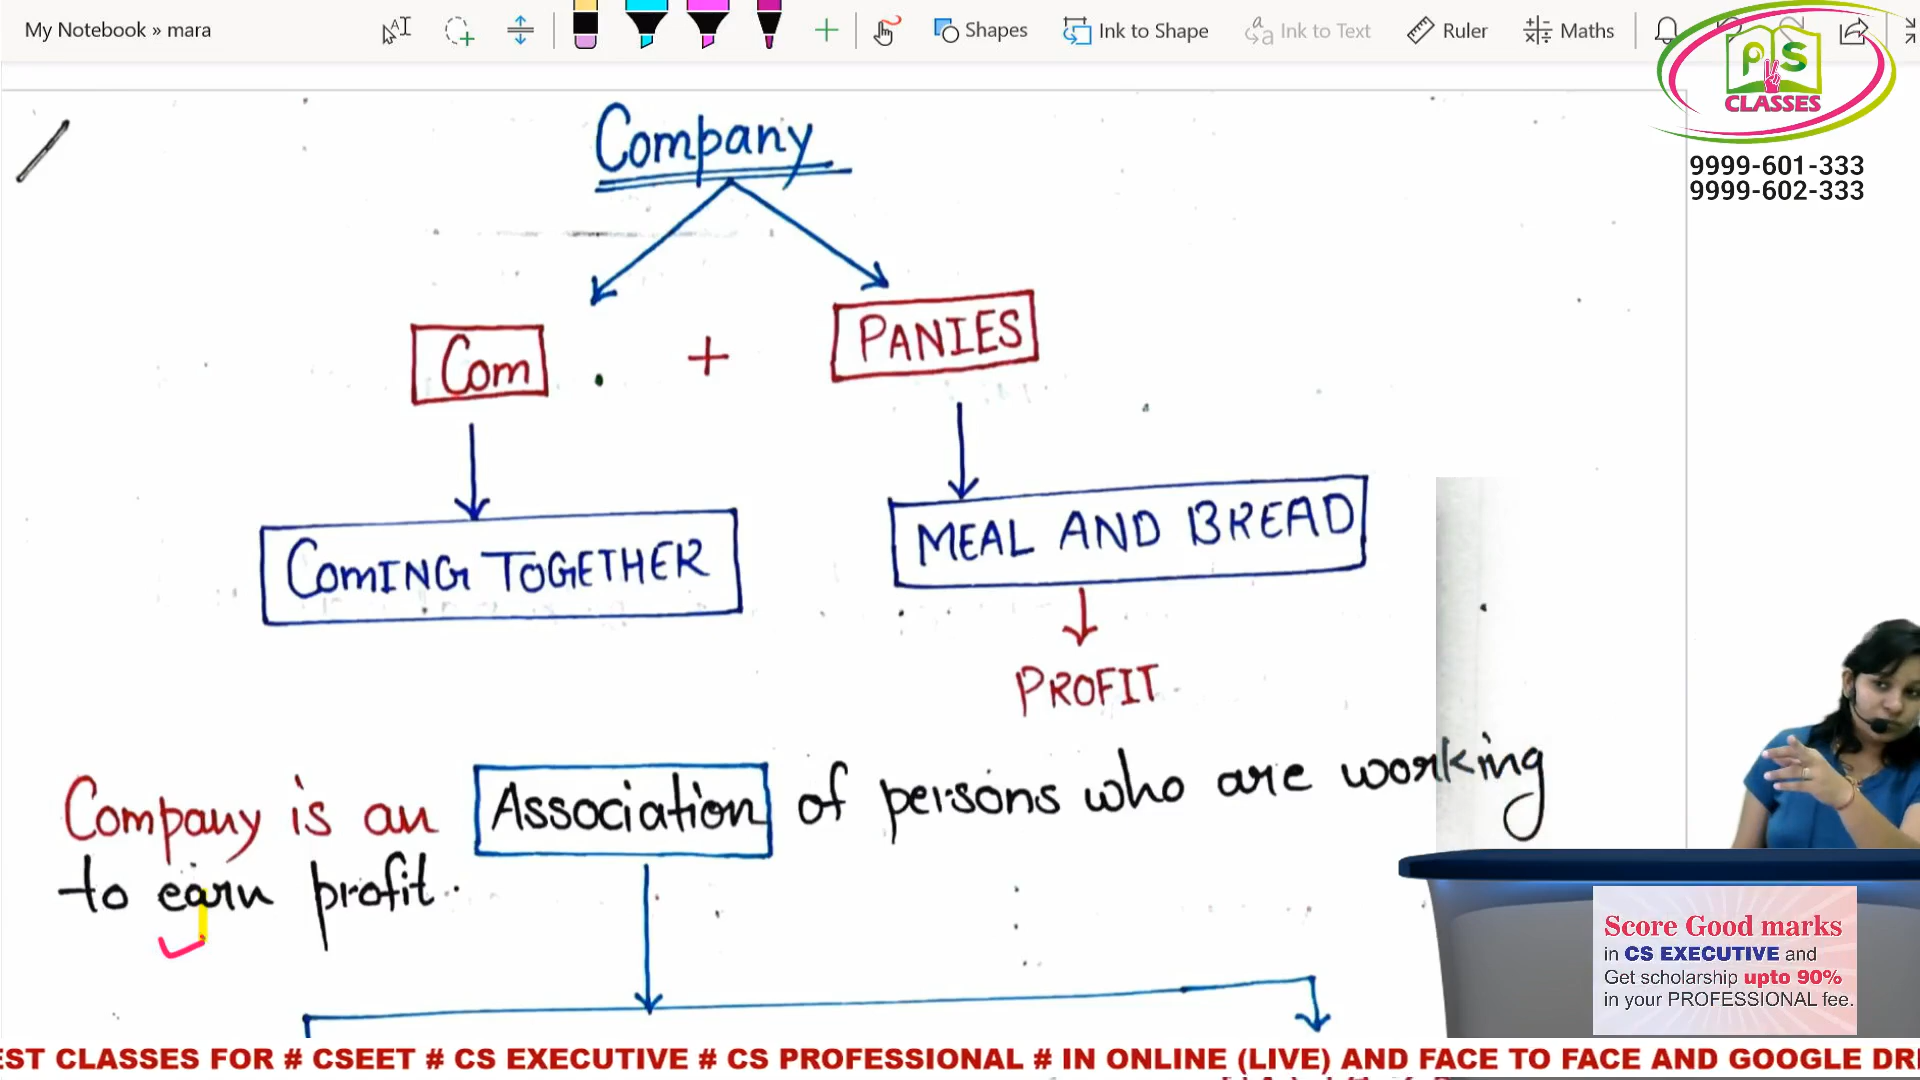 My Notebook » mara
Shapes
Ink to Shape
Ink to Text
Ruler
Maths
PS
CLASSES
9999-601-333
9999-602-333
Company
Com + PANIES
COMING TOGETHER
MEAL AND BREAD
PROFIT
Company is an Association of persons who are working
to earn profit.
Score Good marks
in CS EXECUTIVE and
Get scholarship upto 90%
in your PROFESSIONAL fee.
EST CLASSES FOR # CSEET # CS EXECUTIVE # CS PROFESSIONAL # IN ONLINE (LIVE) AND FACE TO FACE AND GOOGLE DRI